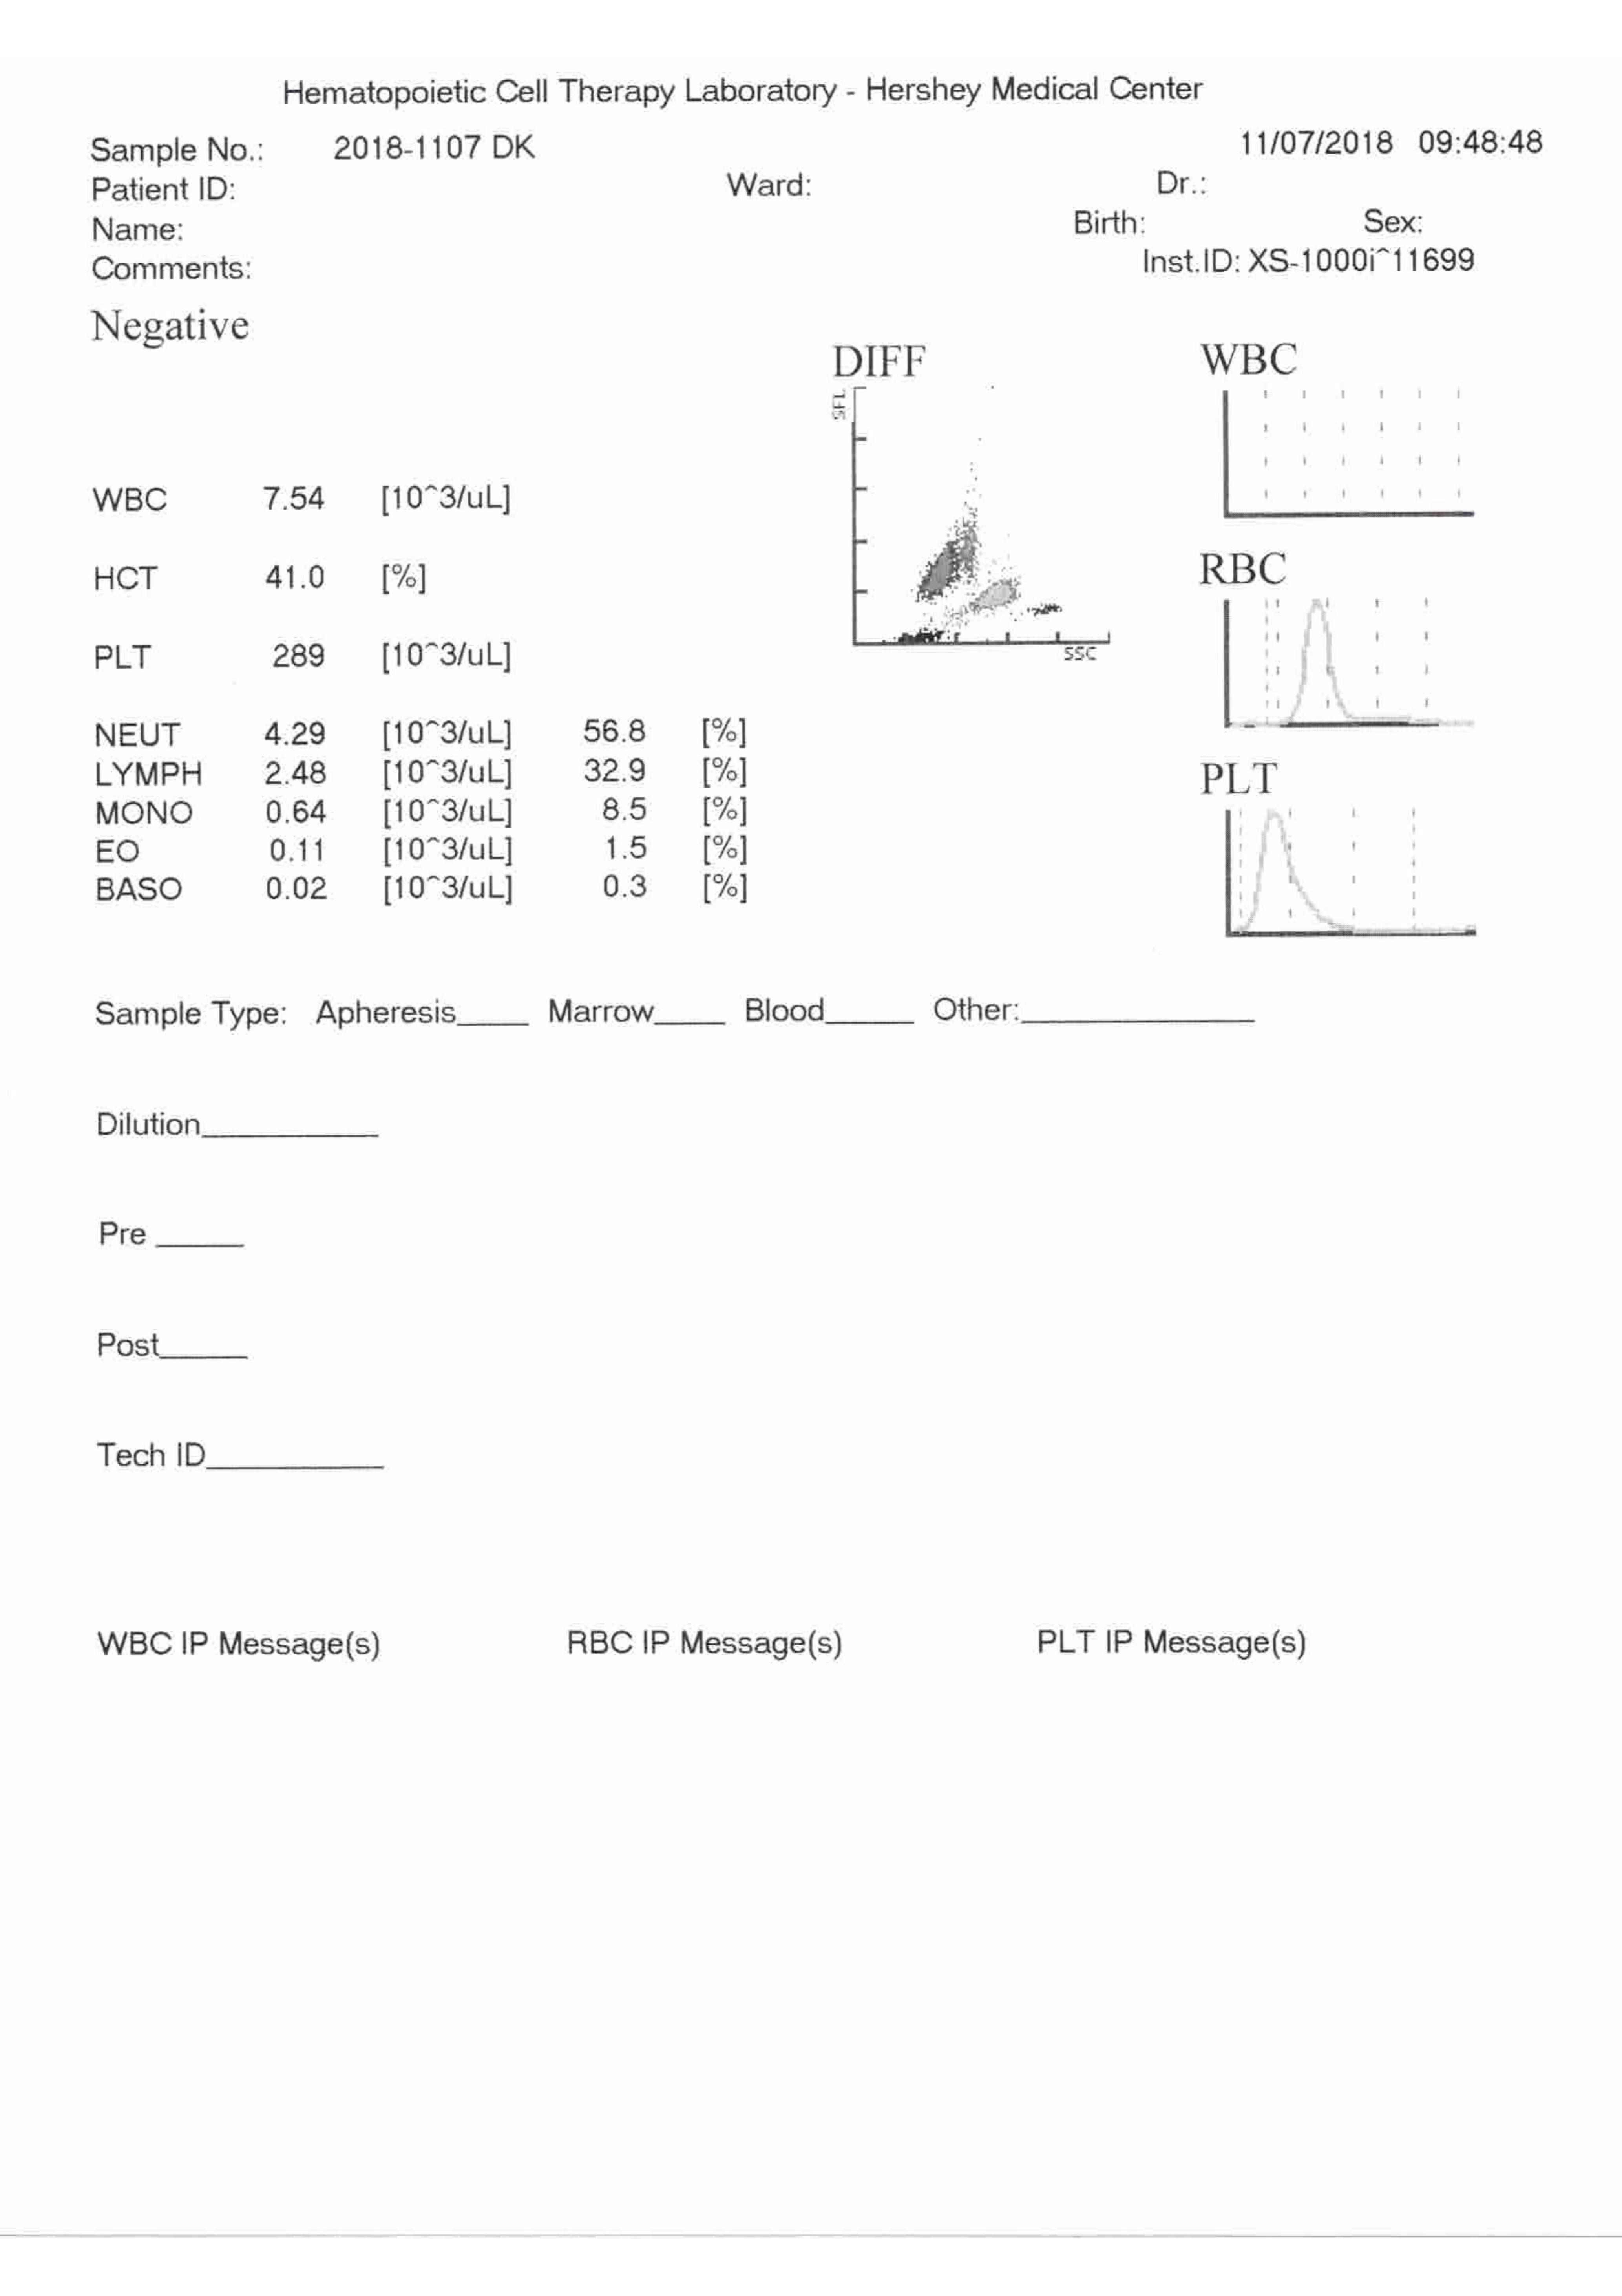 Hematopoietic Cell Therapy Laboratory - Hershey Medical Center
Sample No.: 2018-1107 DK 11/07/2018 09:48:48
Patient ID: Ward: Dr.:
Name: Birth: Sex:
Comments: Inst.ID: XS-1000i^11699
Negative
DIFF
SFL
SSC
WBC
RBC
PLT
WBC 7.54 [10^3/uL]
HCT 41.0 [%]
PLT 289 [10^3/uL]
NEUT 4.29 [10^3/uL] 56.8 [%]
LYMPH 2.48 [10^3/uL] 32.9 [%]
MONO 0.64 [10^3/uL] 8.5 [%]
EO 0.11 [10^3/uL] 1.5 [%]
BASO 0.02 [10^3/uL] 0.3 [%]
Sample Type: Apheresis____ Marrow____ Blood_____ Other:_____________
Dilution__________
Pre _____
Post_____
Tech ID__________
WBC IP Message(s) RBC IP Message(s) PLT IP Message(s)